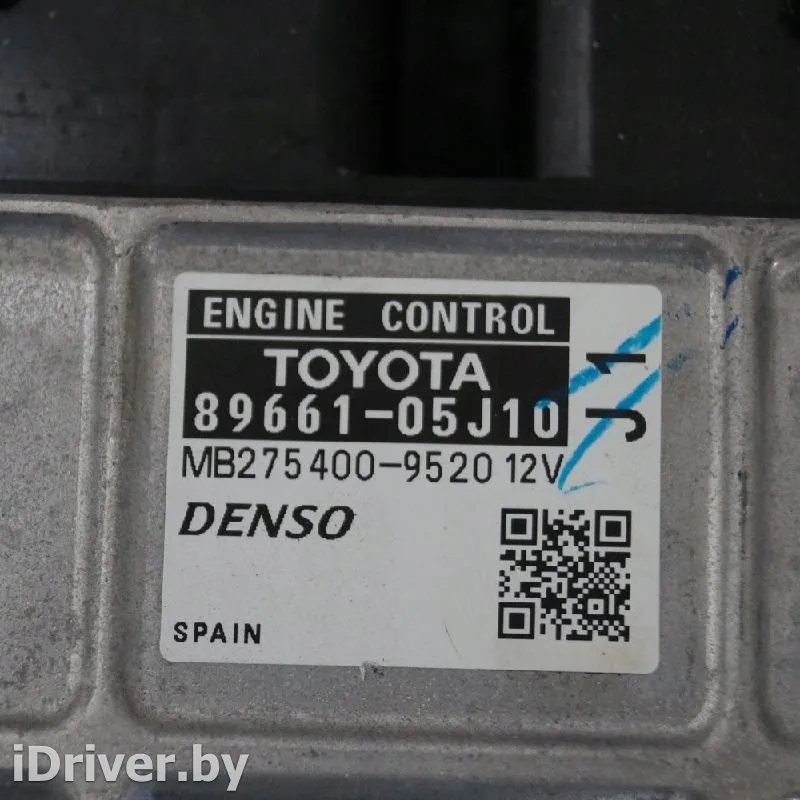 ENGINE CONTROL
TOYOTA
89661-05J10
MB275400-9520 12V
J1
DENSO
SPAIN
iDriver.by